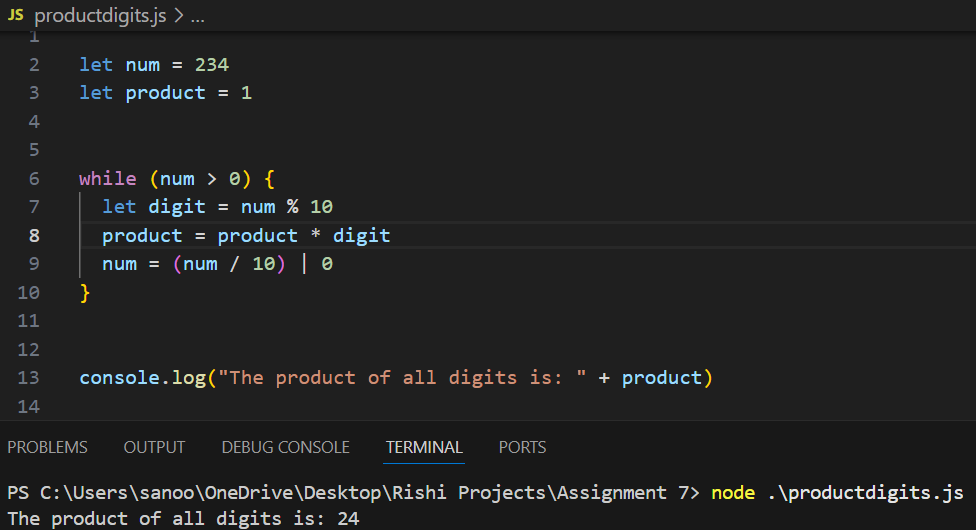 JS productdigits.js > ...
1
2 let num = 234
3 let product = 1
4
5
6 while (num > 0) {
7 let digit = num % 10
8 product = product * digit
9 num = (num / 10) | 0
10 }
11
12
13 console.log("The product of all digits is: " + product)
14
PROBLEMS OUTPUT DEBUG CONSOLE TERMINAL PORTS
PS C:\Users\sanoo\OneDrive\Desktop\Rishi Projects\Assignment 7> node .\productdigits.js
The product of all digits is: 24